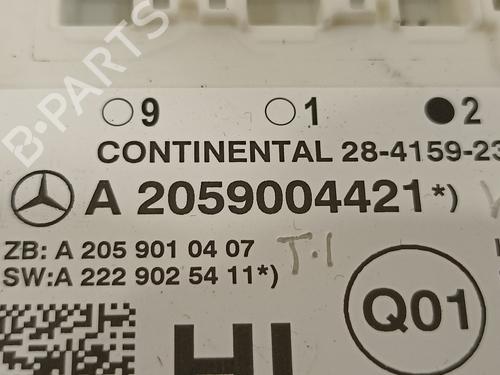 B-PARTS
9 1 2
CONTINENTAL 28-4159-23
A 2059004421*)
ZB: A 205 901 04 07
T.1
SW:A 222 902 54 11*)
Q01
HL